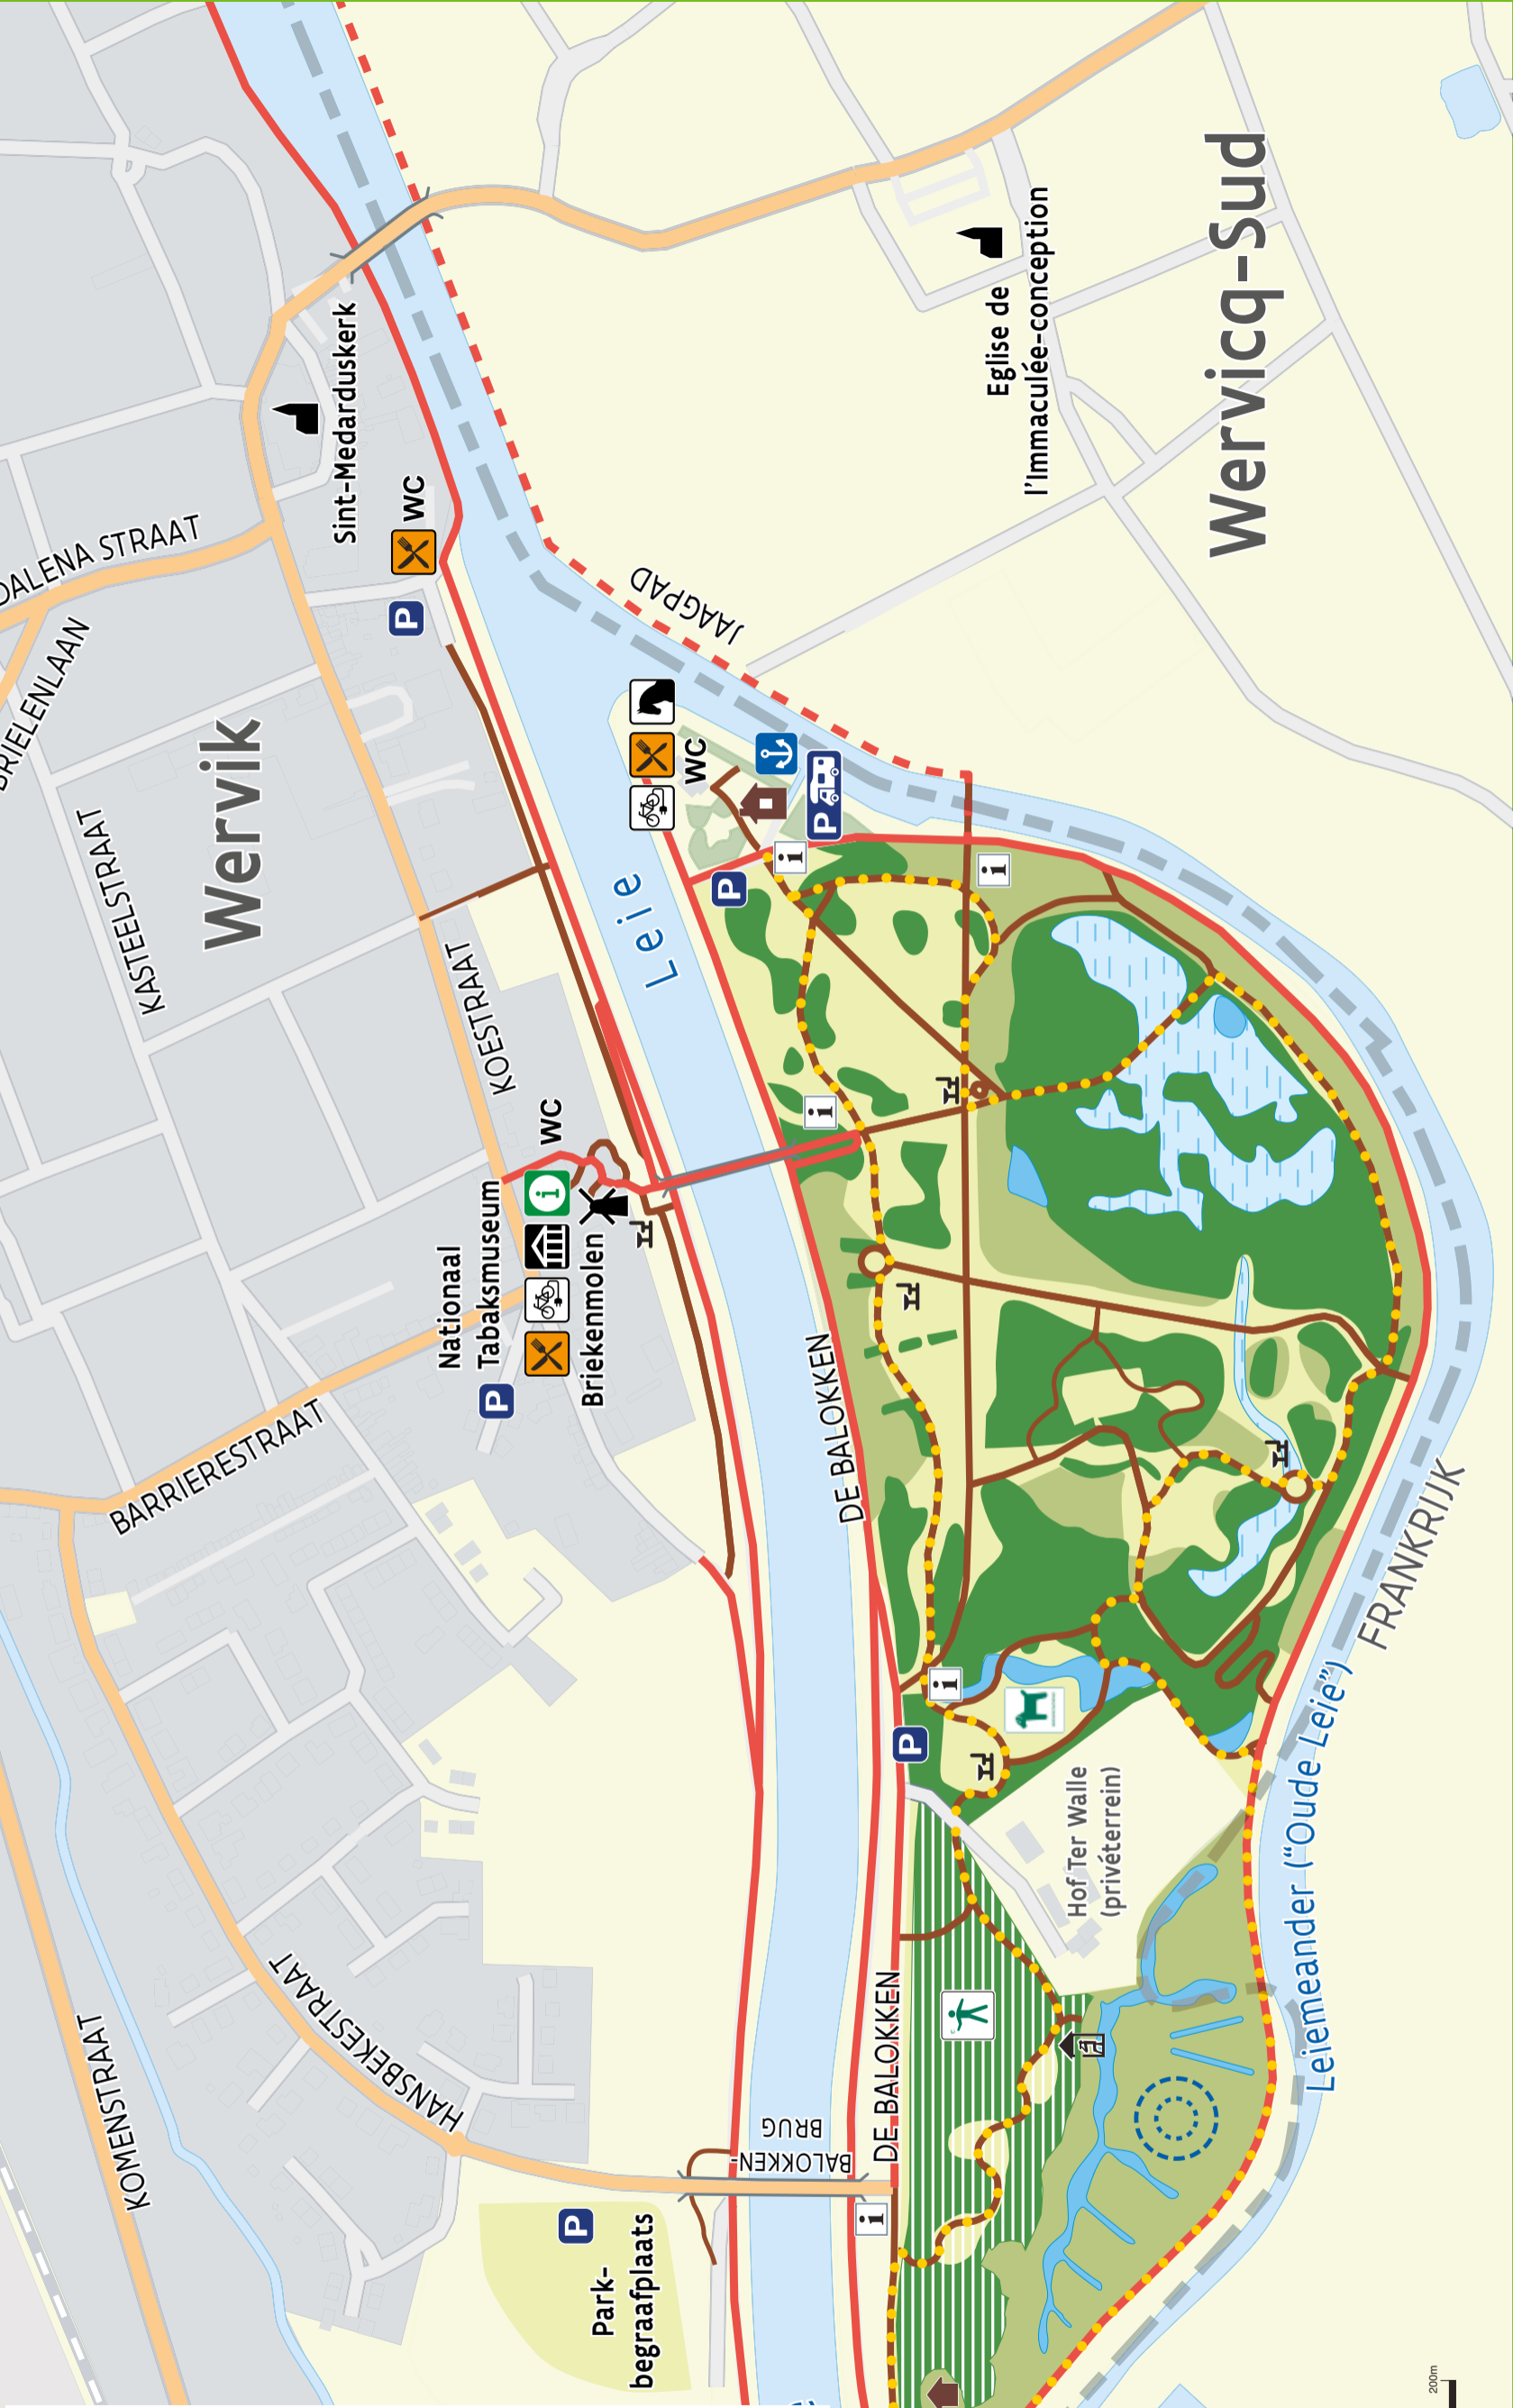 DALENA STRAAT
BRIELENLAAN
Wervik
KASTEELSTRAAT
KOESTRAAT
Sint-Medarduskerk
WC
P
Eglise de
l'Immaculée-conception
Wervicq-Sud
JAAGPAD
WC
P
P
Leie
i
i
i
WC
i
Nationaal
Tabaksmuseum
P
Briekenmolen
BARRIERESTRAAT
DE BALOKKEN
FRANKRIJK
Leiemeander ("Oude Leie")
i
P
Hof Ter Walle
(privéterrein)
HANSBEKESTRAAT
KOMENSTRAAT
DE BALOKKEN
BALOKKEN-
BRUG
i
P
Park-
begraafplaats
200m